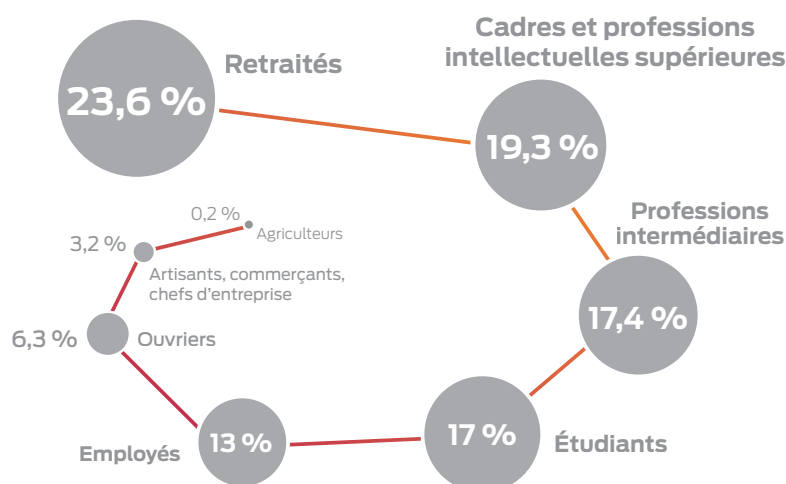 Retraités
23,6 %
Cadres et professions
intellectuelles supérieures
19,3 %
Professions
intermédiaires
17,4 %
Étudiants
17 %
Employés
13 %
Ouvriers
6,3 %
Artisants, commerçants,
chefs d’entreprise
3,2 %
Agriculteurs
0,2 %